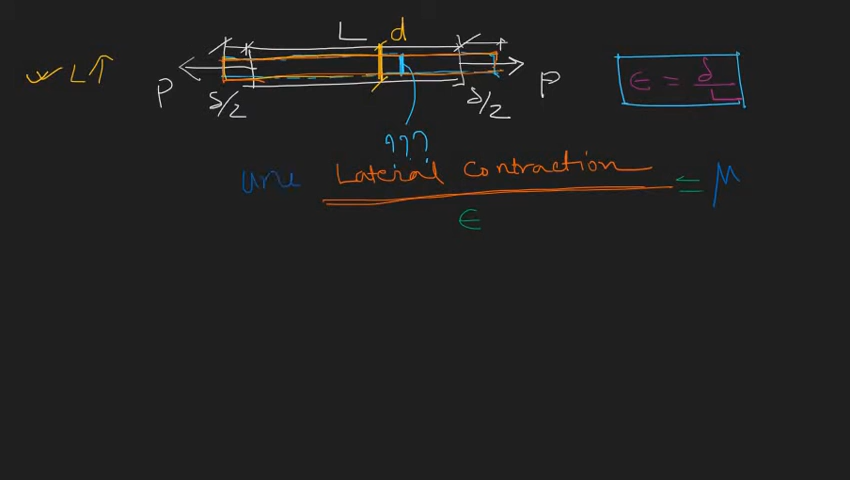 L d
L↑
P δ/2 δ/2 P
ϵ = δ/L
???
Lateral Contraction = μ
ϵ